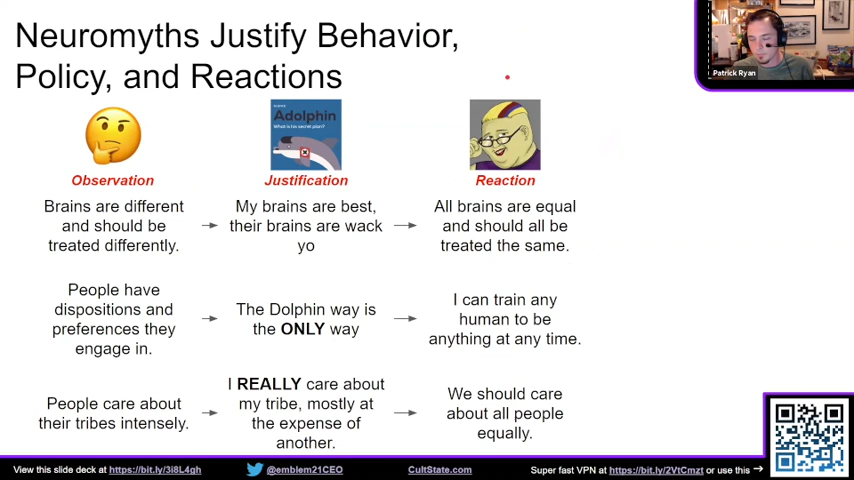 Neuromyths Justify Behavior,
Policy, and Reactions
Patrick Ryan
Adolphin
What is his secret plan?
Observation
Justification
Reaction
Brains are different
and should be
treated differently.
My brains are best,
their brains are wack
yo
All brains are equal
and should all be
treated the same.
People have
dispositions and
preferences they
engage in.
The Dolphin way is
the ONLY way
I can train any
human to be
anything at any time.
People care about
their tribes intensely.
I REALLY care about
my tribe, mostly at
the expense of
another.
We should care
about all people
equally.
View this slide deck at https://bit.ly/3i8L4gh
@emblem21CEO
CultState.com
Super fast VPN at https://bit.ly/2VtCmzt or use this